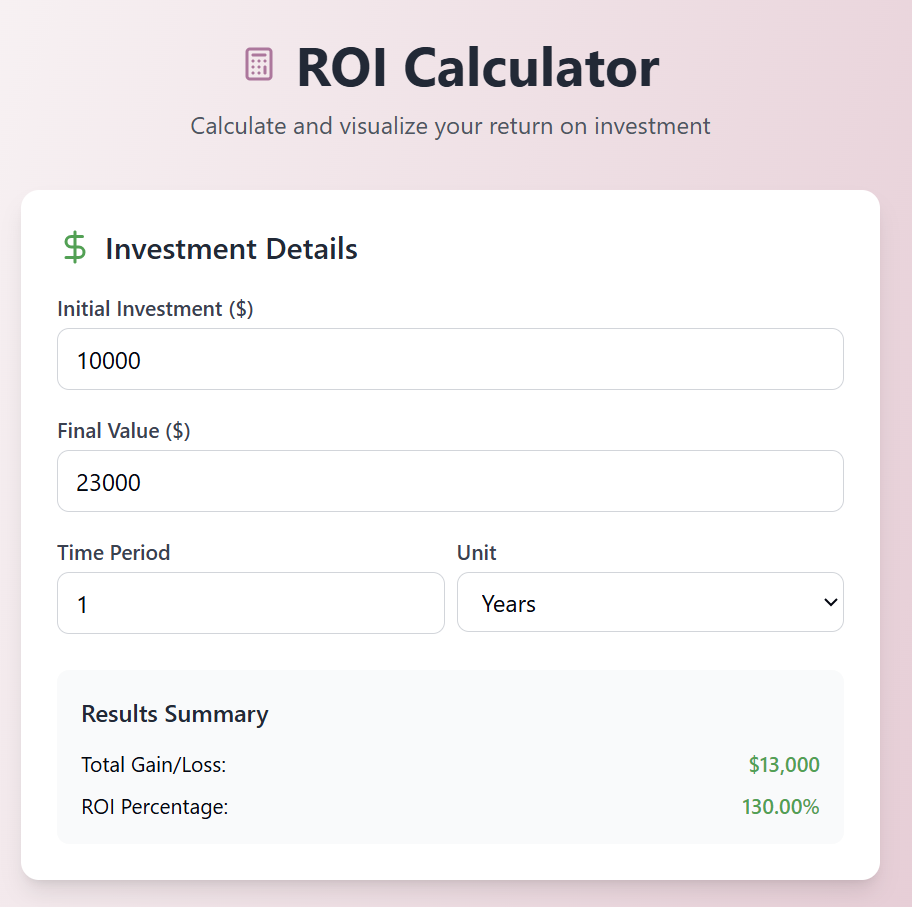 ROI Calculator
Calculate and visualize your return on investment
$ Investment Details
Initial Investment ($)
10000
Final Value ($)
23000
Time Period Unit
1 Years
Results Summary
Total Gain/Loss: $13,000
ROI Percentage: 130.00%